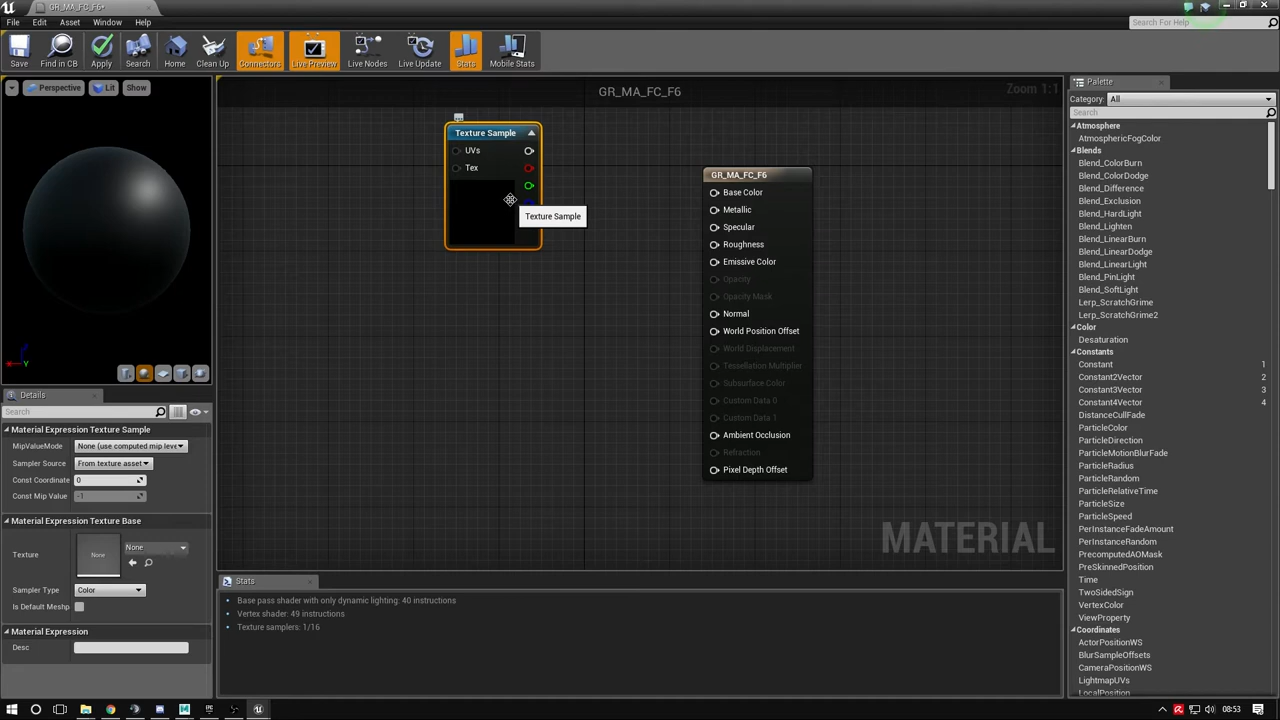 GR_MA_FC_F6*
File Edit Asset Window Help
Search For Help
Save Find in CB Apply Search Home Clean Up Connectors Live Preview Live Nodes Live Update Stats Mobile Stats
Perspective Lit Show
GR_MA_FC_F6
Zoom 1:1
Texture Sample
UVs
Tex
Texture Sample
GR_MA_FC_F6
Base Color
Metallic
Specular
Roughness
Emissive Color
Opacity
Opacity Mask
Normal
World Position Offset
World Displacement
Tessellation Multiplier
Subsurface Color
Custom Data 0
Custom Data 1
Ambient Occlusion
Refraction
Pixel Depth Offset
MATERIAL
Y
Details
Search
Material Expression Texture Sample
MipValueMode None (use computed mip leve
Sampler Source From texture asset
Const Coordinate 0
Const Mip Value -1
Material Expression Texture Base
Texture None None
Sampler Type Color
Is Default Meshp
Material Expression
Desc
Stats
Base pass shader with only dynamic lighting: 40 instructions
Vertex shader: 49 instructions
Texture samplers: 1/16
Palette
Category: All
Search
Atmosphere
AtmosphericFogColor
Blends
Blend_ColorBurn
Blend_ColorDodge
Blend_Difference
Blend_Exclusion
Blend_HardLight
Blend_Lighten
Blend_LinearBurn
Blend_LinearDodge
Blend_LinearLight
Blend_PinLight
Blend_SoftLight
Lerp_ScratchGrime
Lerp_ScratchGrime2
Color
Desaturation
Constants
Constant 1
Constant2Vector 2
Constant3Vector 3
Constant4Vector 4
DistanceCullFade
ParticleColor
ParticleDirection
ParticleMotionBlurFade
ParticleRadius
ParticleRandom
ParticleRelativeTime
ParticleSize
ParticleSpeed
PerInstanceFadeAmount
PerInstanceRandom
PrecomputedAOMask
PreSkinnedPosition
Time
TwoSidedSign
VertexColor
ViewProperty
Coordinates
ActorPositionWS
BlurSampleOffsets
CameraPositionWS
LightmapUVs
LocalPosition
08:53